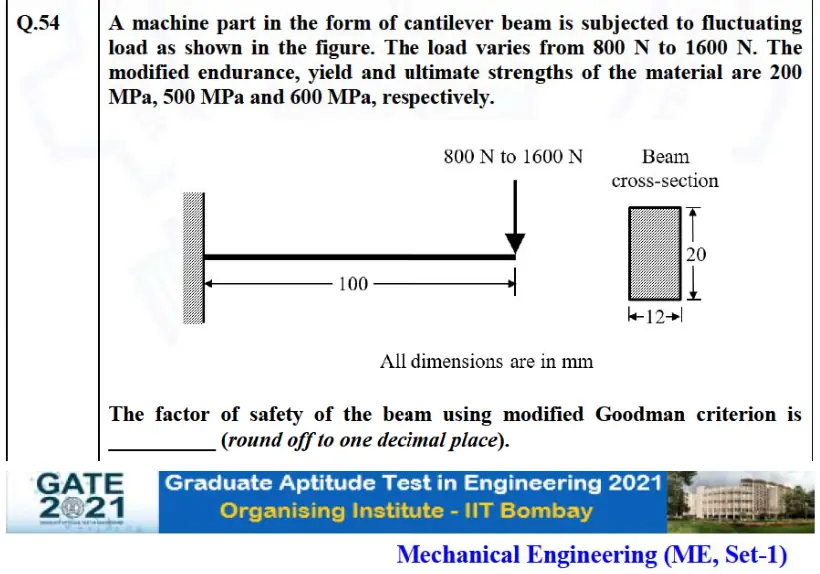 Q.54
A machine part in the form of cantilever beam is subjected to fluctuating
load as shown in the figure. The load varies from 800 N to 1600 N. The
modified endurance, yield and ultimate strengths of the material are 200
MPa, 500 MPa and 600 MPa, respectively.
800 N to 1600 N
Beam
cross-section
20
100
12
All dimensions are in mm
The factor of safety of the beam using modified Goodman criterion is
__________ (round off to one decimal place).
GATE
2021
Graduate Aptitude Test in Engineering 2021
Organising Institute - IIT Bombay
Mechanical Engineering (ME, Set-1)